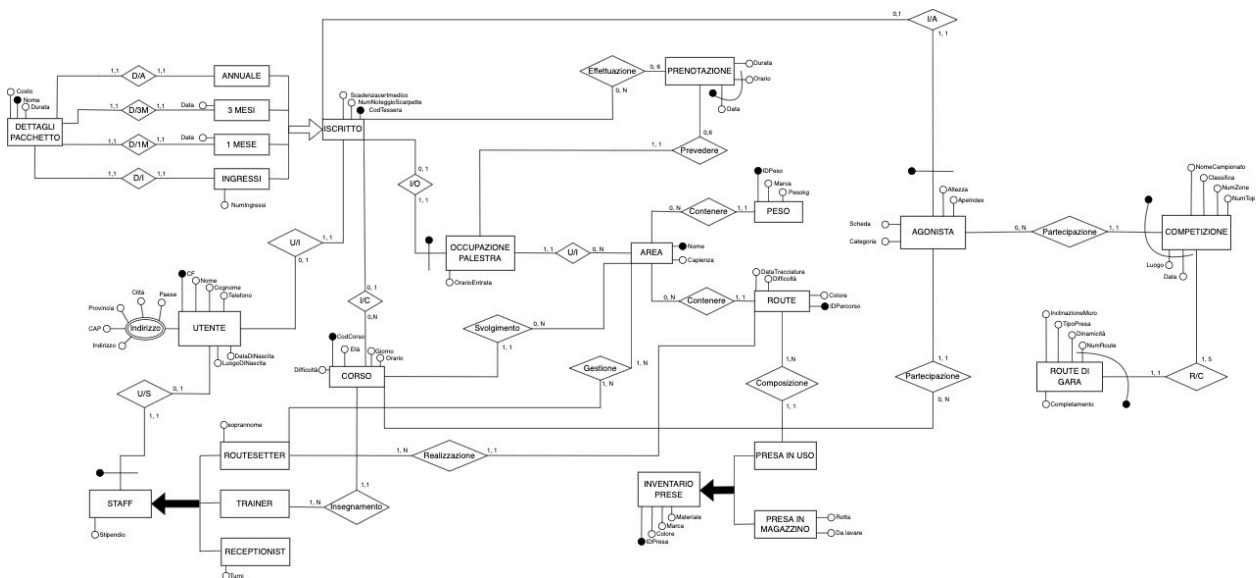 0,1
I/A
1, 1
Costo
Nome
Durata
DETTAGLI
PACCHETTO
1,1
D/A
1,1
ANNUALE
1,1
D/3M
1,1
Data
3 MESI
1,1
D/1M
1,1
Data
1 MESE
1,1
D/I
1,1
INGRESSI
NumIngressi
Scadenzacertmedico
NumNoleggioScarpette
CodTessera
ISCRITTO
Effettuazione
0, N
0, 6
PRENOTAZIONE
Durata
Orario
Data
0,6
Prevedere
1, 1
0, 1
I/O
1, 1
U/I
1, 1
0, 1
OCCUPAZIONE
PALESTRA
OrarioEntrata
1, 1
U/I
0, N
AREA
Nome
Capienza
0, N
Contenere
1, 1
IDPeso
Marca
Pesokg
PESO
0, N
Contenere
1, 1
DataTracciatura
Difficoltà
ROUTE
Colore
IDPercorso
Scheda
Categoria
AGONISTA
Altezza
ApeIndex
0, N
Partecipazione
1, 1
NomeCampionato
Classifica
NumZone
NumTop
COMPETIZIONE
Luogo
Data
1, 5
R/C
1, 1
InclinazioneMuro
TipoPresa
Dinamicità
NumRoute
ROUTE DI
GARA
Completamento
CF
Nome
Cognome
Telefono
UTENTE
DataDiNascita
LuogoDiNascita
Provincia
Città
Paese
CAP
Indirizzo
Indirizzo
0, 1
U/S
1, 1
0, 1
I/C
0,N
CodCorso
Età
Giorno
Orario
Difficoltà
CORSO
Svolgimento
0, N
1, 1
Gestione
1, N
1, N
1,N
Composizione
1, 1
1, 1
Partecipazione
0, N
soprannome
ROUTESETTER
1, N
Realizzazione
1, 1
PRESA IN USO
STAFF
Stipendio
TRAINER
1, N
Insegnamento
1,1
RECEPTIONIST
Turni
INVENTARIO
PRESE
Materiale
Marca
Colore
IDPresa
PRESA IN
MAGAZZINO
Rotta
Da lavare